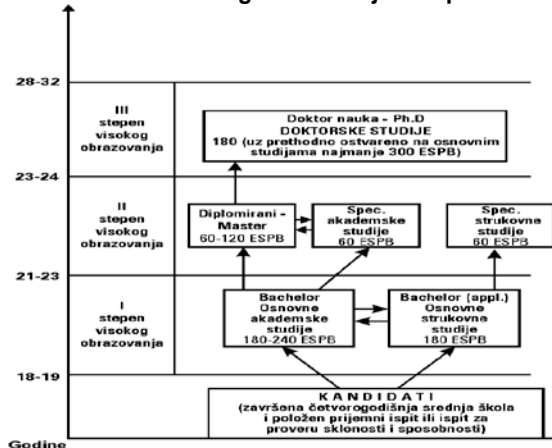 28-32
III
stepen
visokog
obrazovanja
Doktor nauka - Ph.D
DOKTORSKE STUDIJE
180 (uz prethodno ostvareno na osnovnim
studijama najmanje 300 ESPB)
23-24
II
stepen
visokog
obrazovanja
Diplomirani -
Master
60-120 ESPB
Spec.
akademske
studije
60 ESPB
Spec.
strukovne
studije
60 ESPB
21-23
I
stepen
visokog
obrazovanja
Bachelor
Osnovne
akademske
studije
180-240 ESPB
Bachelor (appl.)
Osnovne
strukovne
studije
180 ESPB
18-19
KANDIDATI
(završena četvorogodišnja srednja škola
i položen prijemni ispit ili ispit za
proveru sklonosti i sposobnosti)
Godine